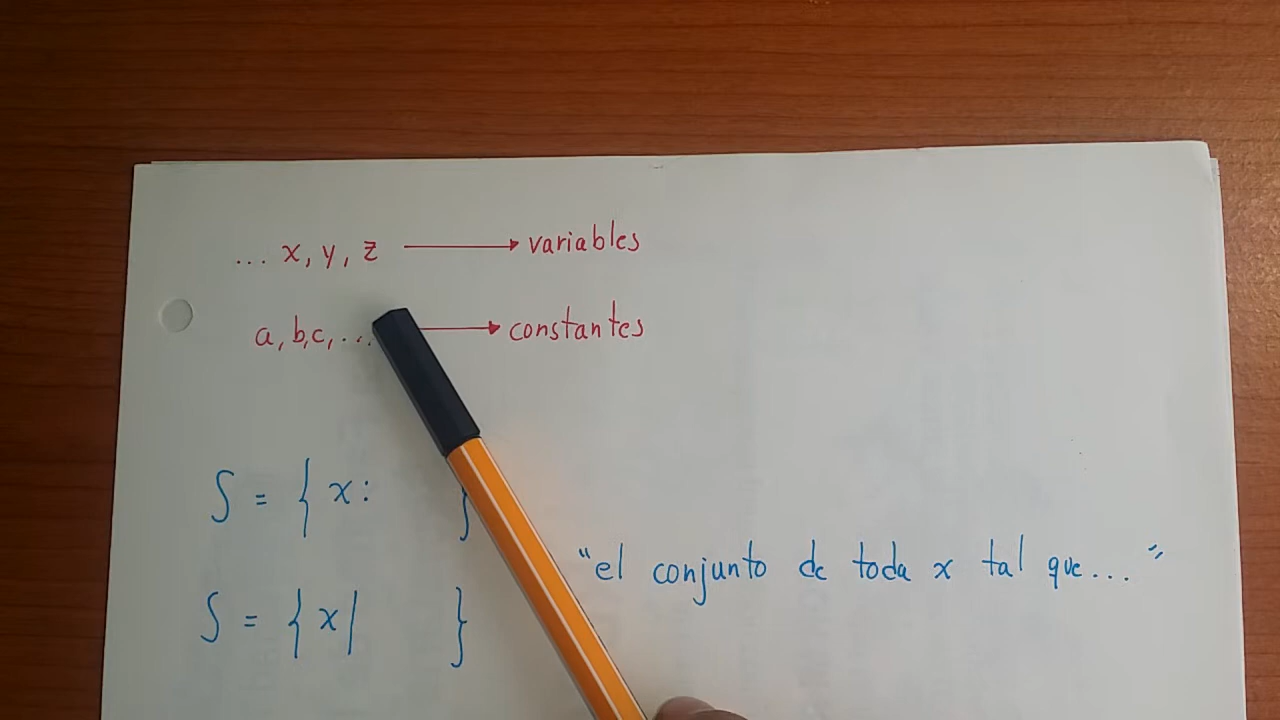 ... x, y, z → variables
a, b, c, ... → constantes
S = { x: }
"el conjunto de toda x tal que..."
S = { x| }